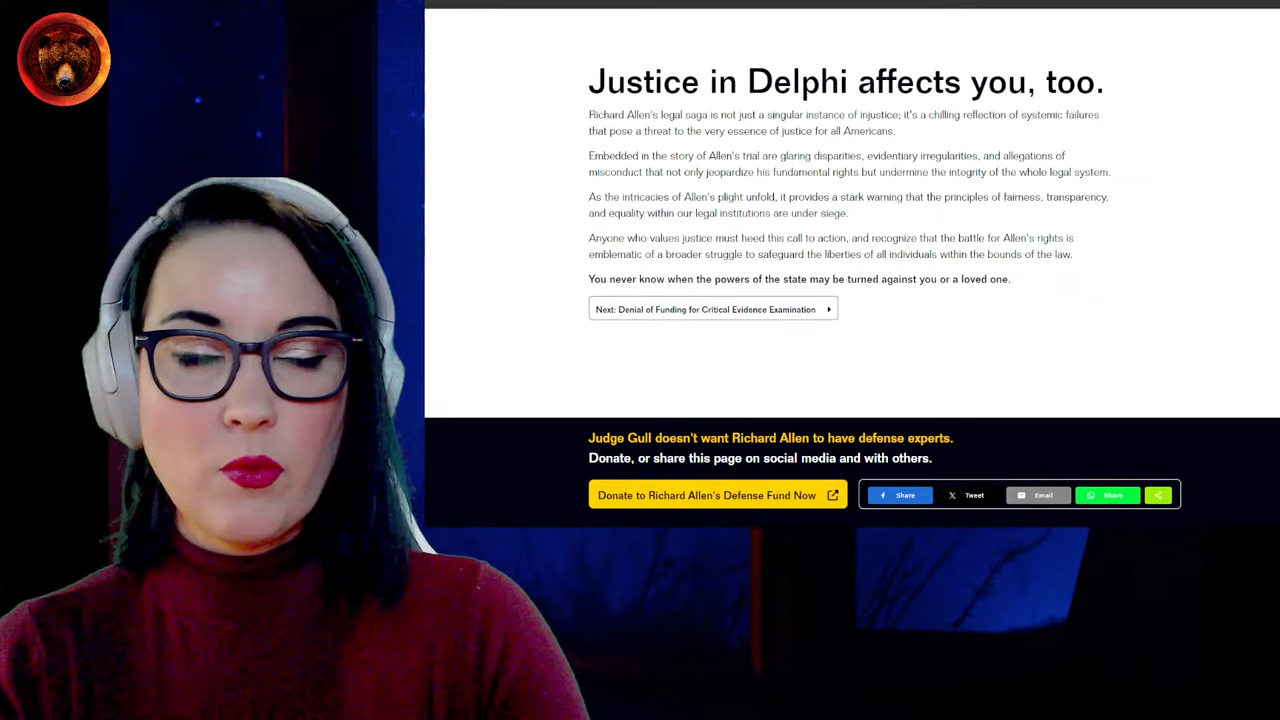 Justice in Delphi affects you, too.
Richard Allen's legal saga is not just a singular instance of injustice; it's a chilling reflection of systemic failures
that pose a threat to the very essence of justice for all Americans.
Embedded in the story of Allen's trial are glaring disparities, evidentiary irregularities, and allegations of
misconduct that not only jeopardize his fundamental rights but undermine the integrity of the whole legal system.
As the intricacies of Allen's plight unfold, it provides a stark warning that the principles of fairness, transparency,
and equality within our legal institutions are under siege.
Anyone who values justice must heed this call to action, and recognize that the battle for Allen's rights is
emblematic of a broader struggle to safeguard the liberties of all individuals within the bounds of the law.
You never know when the powers of the state may be turned against you or a loved one.
Next: Denial of Funding for Critical Evidence Examination
Judge Gull doesn't want Richard Allen to have defense experts.
Donate, or share this page on social media and with others.
Donate to Richard Allen's Defense Fund Now
Share
Tweet
Email
Share